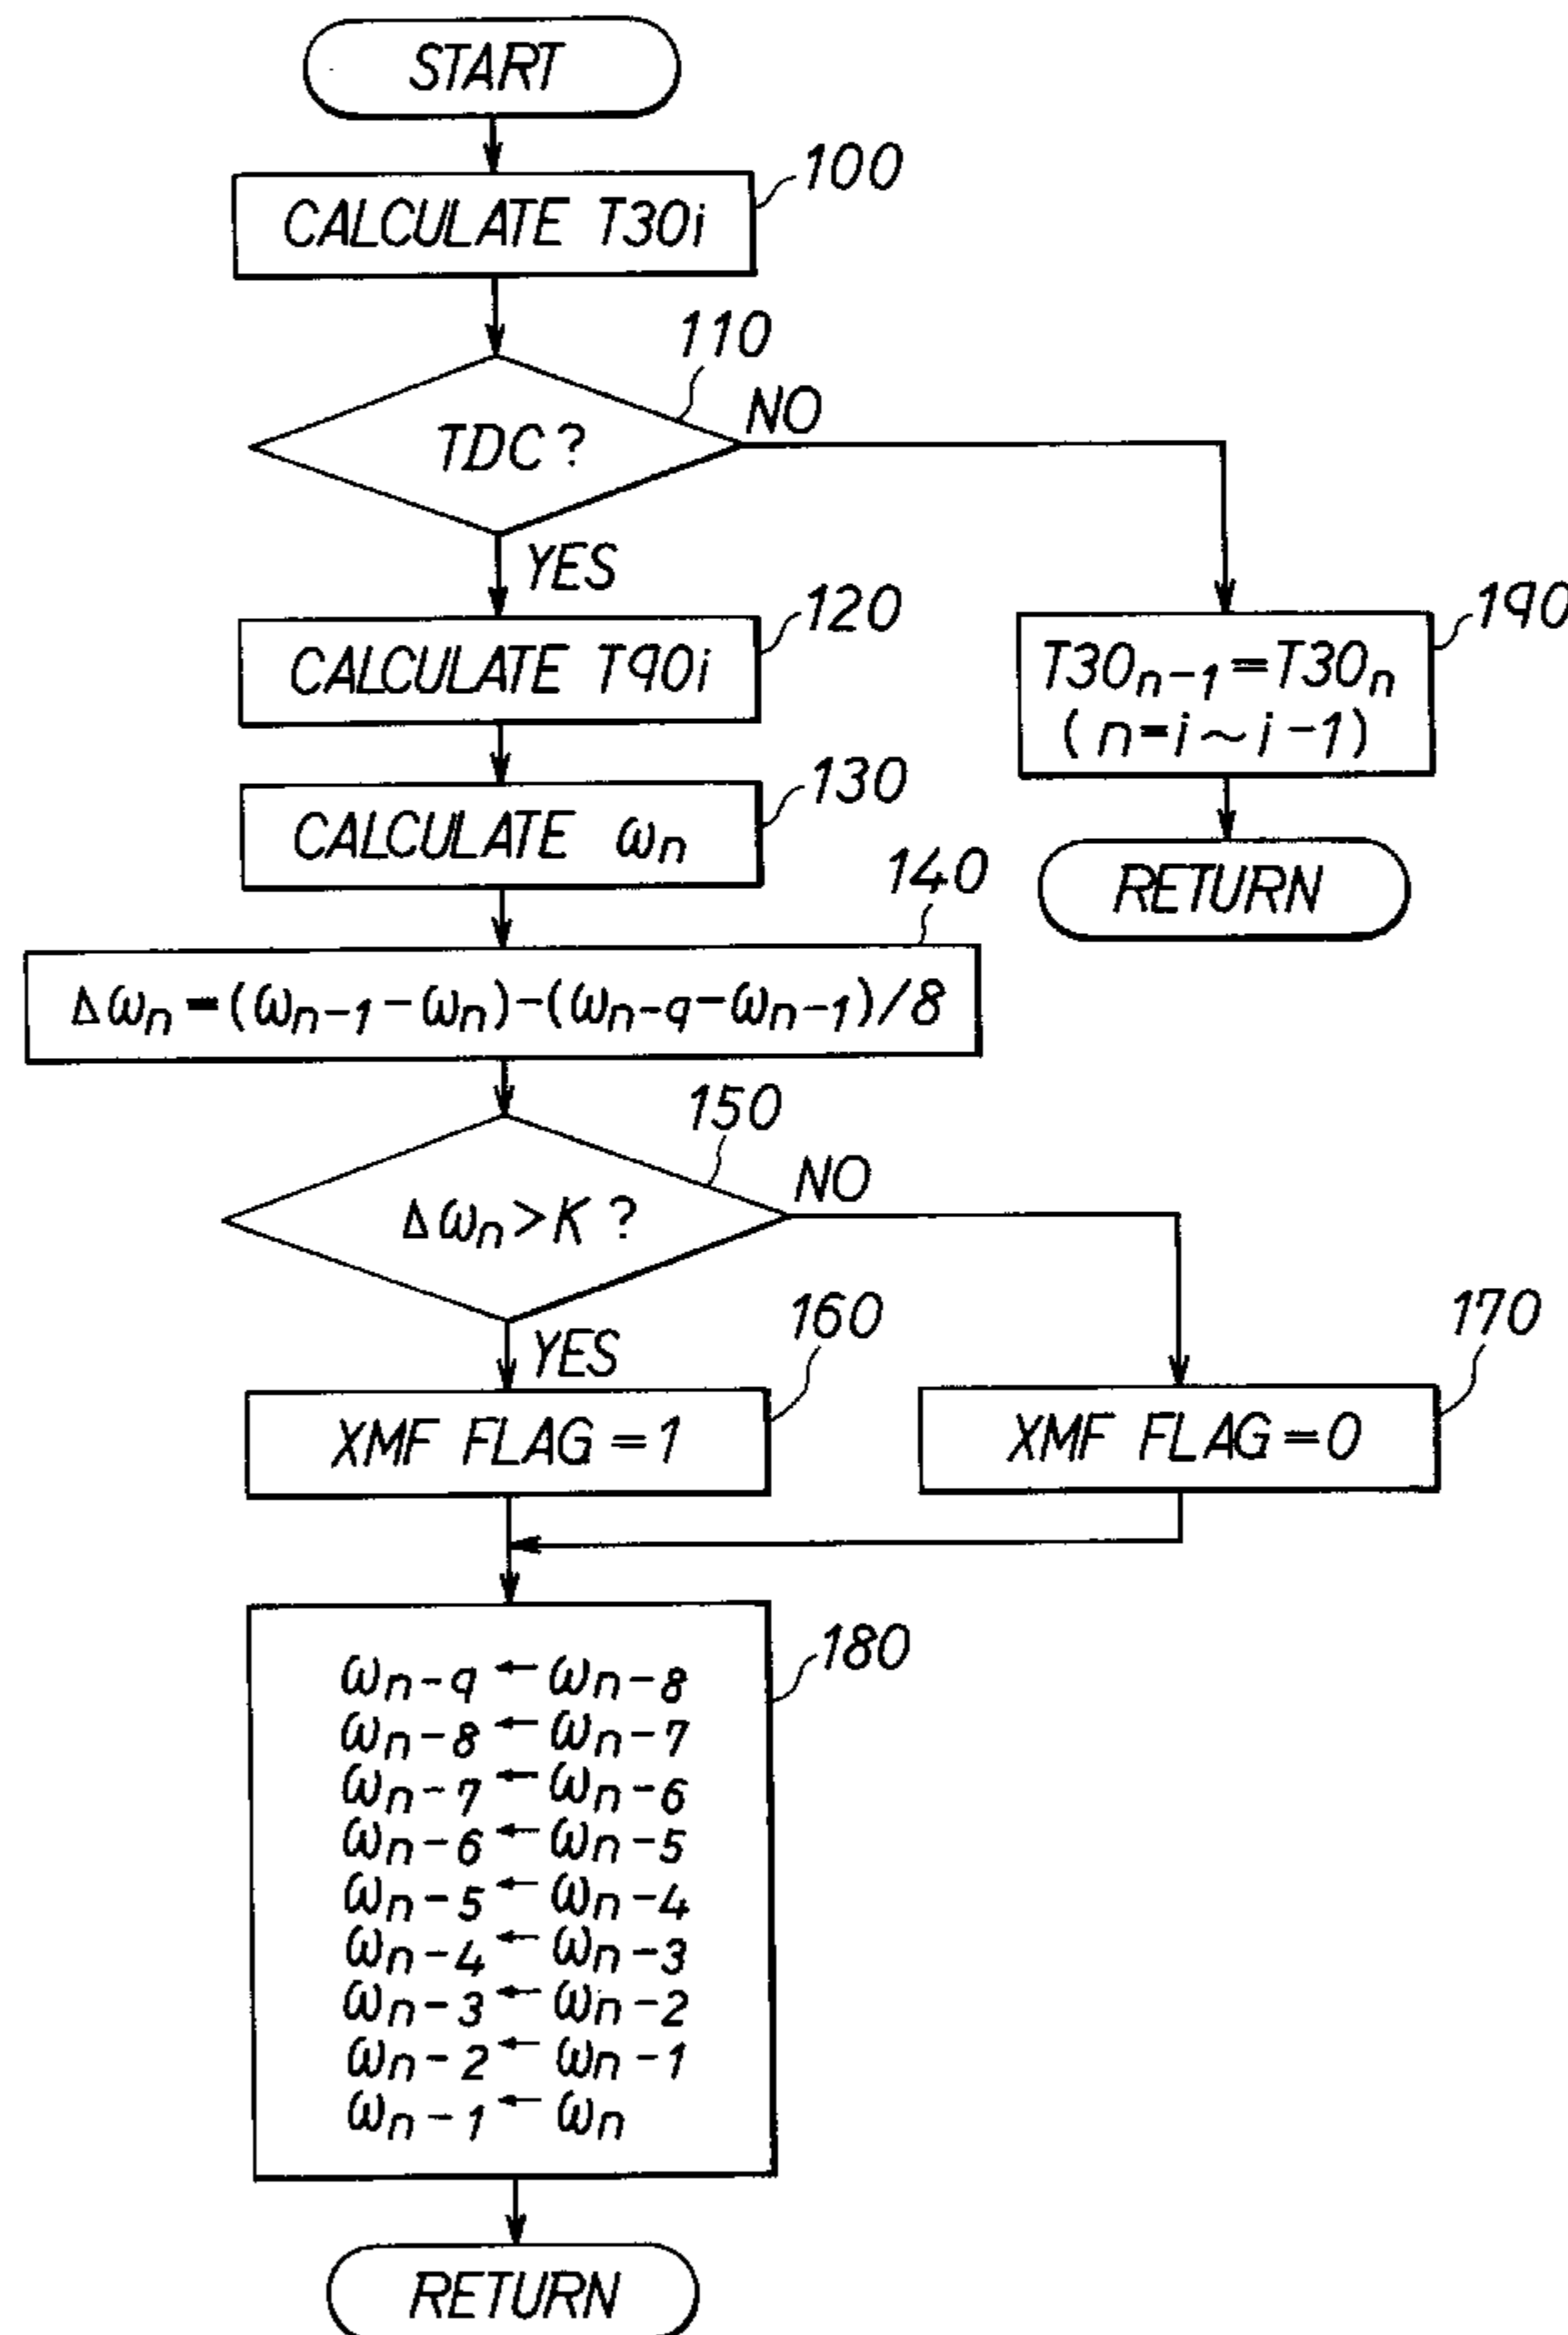 START
100
CALCULATE T30i
110
TDC?
NO
YES
120
CALCULATE T90i
190
T30n-1=T30n
(n=i~i-1)
130
CALCULATE ωn
RETURN
140
Δωn=(ωn-1-ωn)-(ωn-9-ωn-1)/8
150
Δωn>K?
NO
YES
160
XMF FLAG=1
170
XMF FLAG=0
180
ωn-9←ωn-8
ωn-8←ωn-7
ωn-7←ωn-6
ωn-6←ωn-5
ωn-5←ωn-4
ωn-4←ωn-3
ωn-3←ωn-2
ωn-2←ωn-1
ωn-1←ωn
RETURN